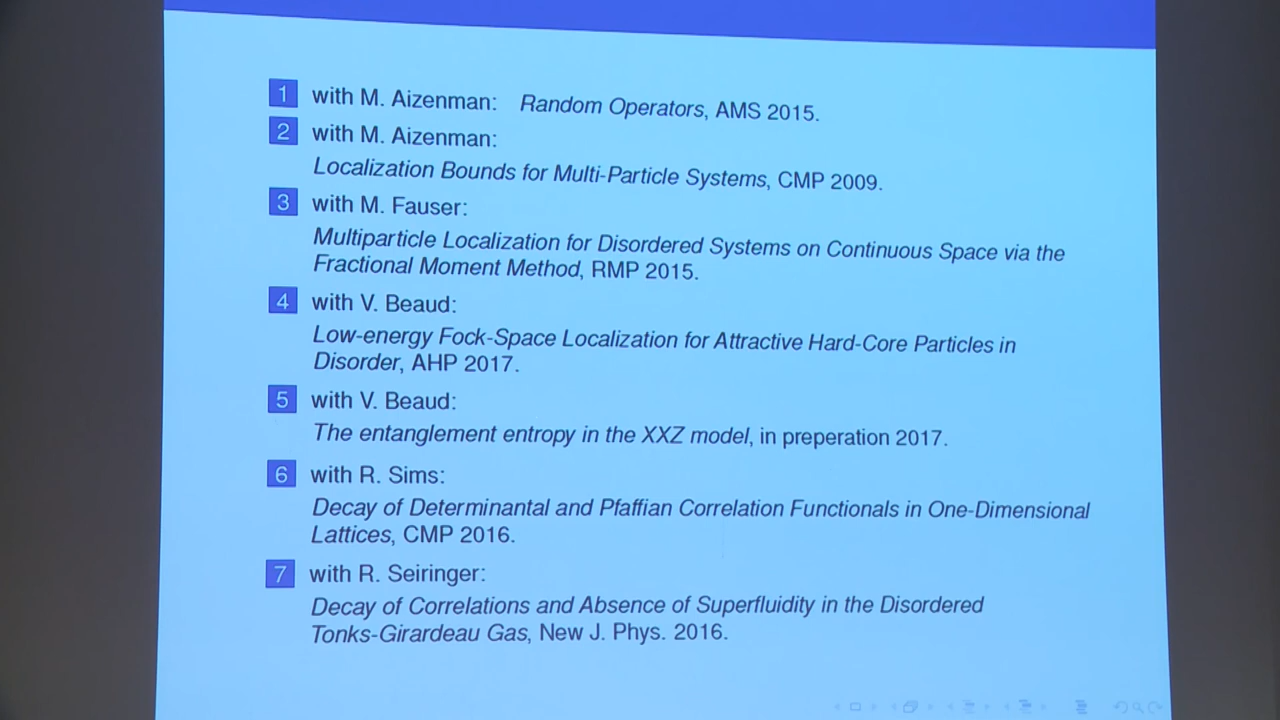 1 with M. Aizenman: Random Operators, AMS 2015.
2 with M. Aizenman:
Localization Bounds for Multi-Particle Systems, CMP 2009.
3 with M. Fauser:
Multiparticle Localization for Disordered Systems on Continuous Space via the
Fractional Moment Method, RMP 2015.
4 with V. Beaud:
Low-energy Fock-Space Localization for Attractive Hard-Core Particles in
Disorder, AHP 2017.
5 with V. Beaud:
The entanglement entropy in the XXZ model, in preperation 2017.
6 with R. Sims:
Decay of Determinantal and Pfaffian Correlation Functionals in One-Dimensional
Lattices, CMP 2016.
7 with R. Seiringer:
Decay of Correlations and Absence of Superfluidity in the Disordered
Tonks-Girardeau Gas, New J. Phys. 2016.